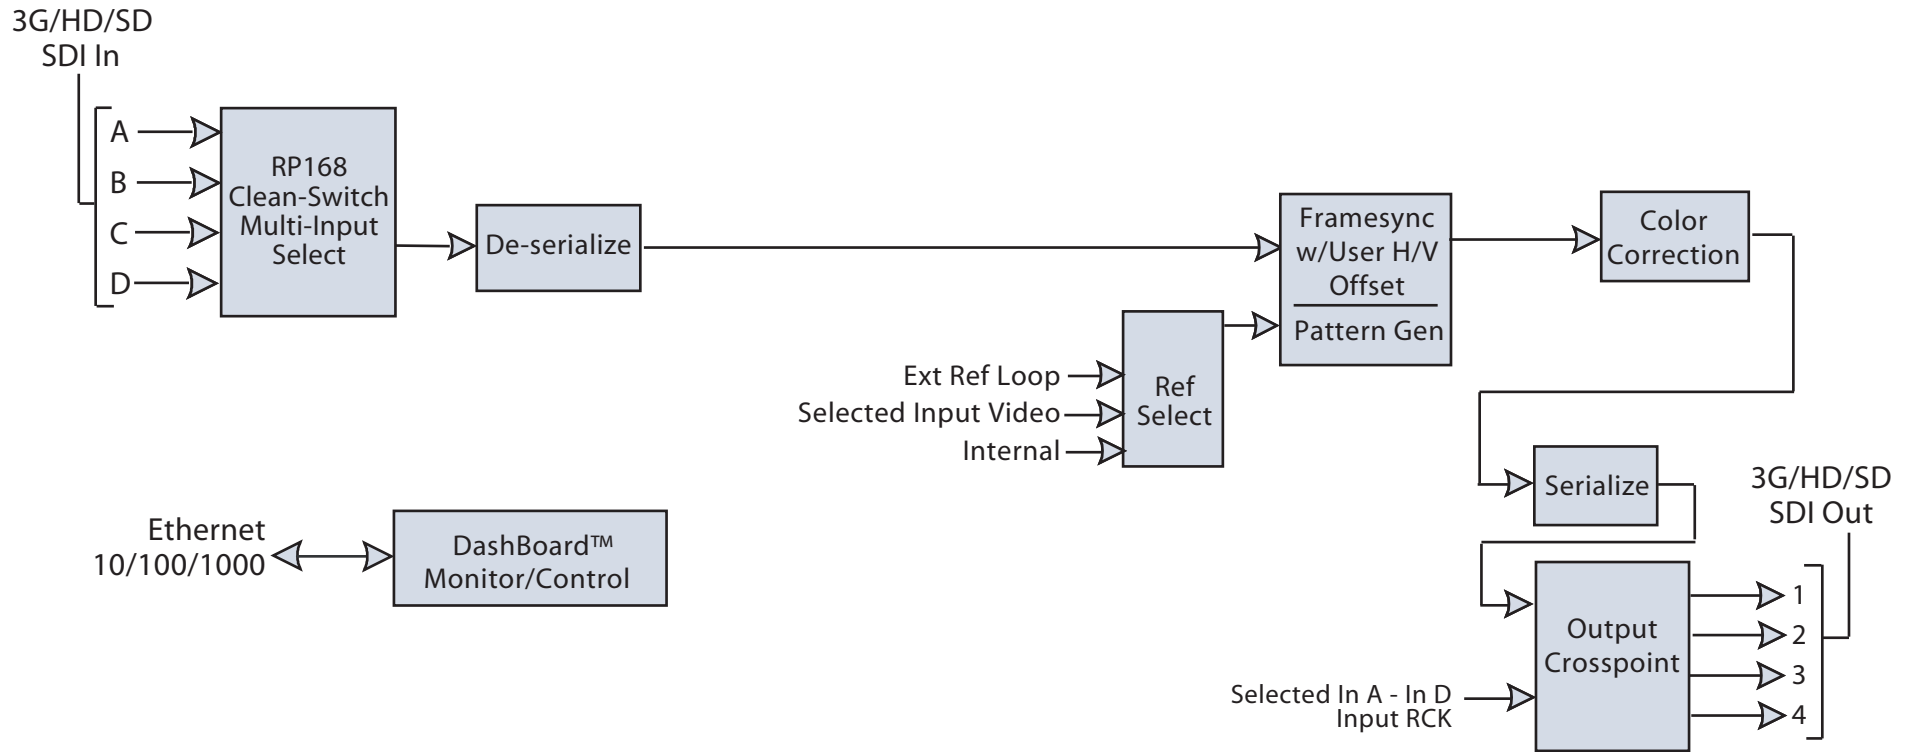 3G/HD/SD
SDI In
A
B
C
D
RP168
Clean-Switch
Multi-Input
Select
De-serialize
Framesync
w/User H/V
Offset
Pattern Gen
Color
Correction
Ext Ref Loop
Selected Input Video
Internal
Ref
Select
Serialize
3G/HD/SD
SDI Out
Ethernet
10/100/1000
DashBoard™
Monitor/Control
Output
Crosspoint
1
2
3
4
Selected In A - In D
Input RCK